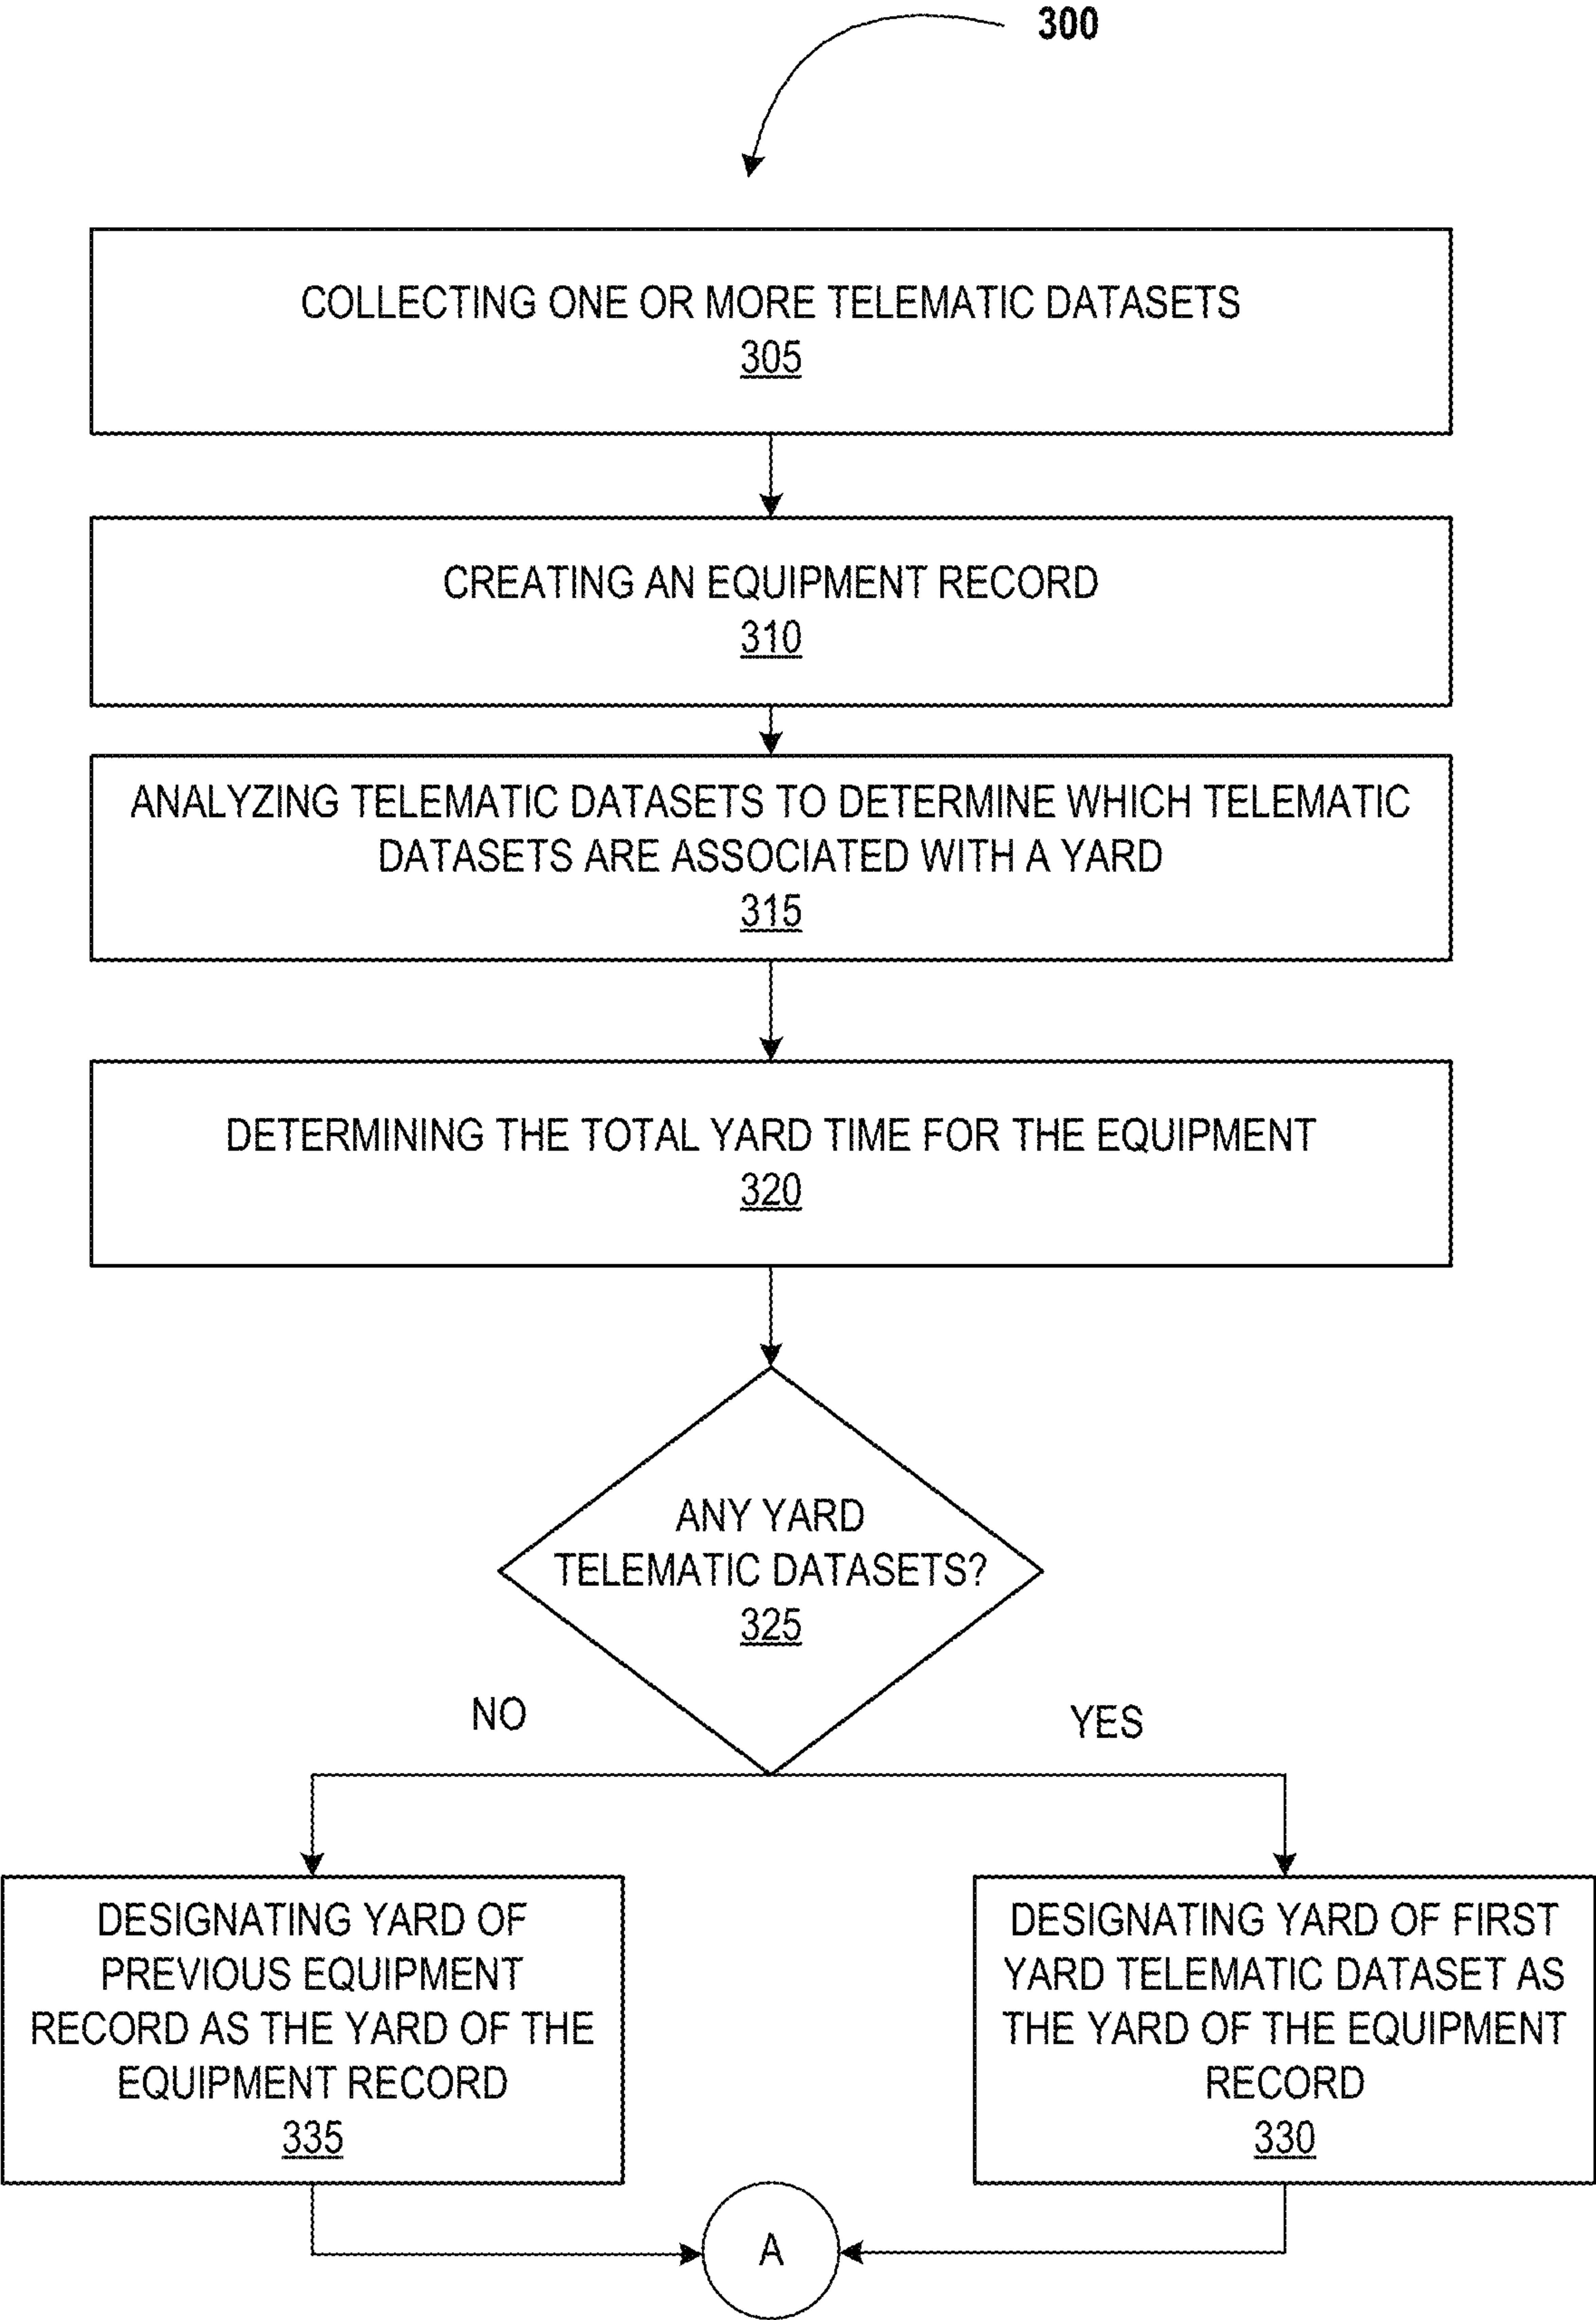 300
COLLECTING ONE OR MORE TELEMATIC DATASETS
305
CREATING AN EQUIPMENT RECORD
310
ANALYZING TELEMATIC DATASETS TO DETERMINE WHICH TELEMATIC
DATASETS ARE ASSOCIATED WITH A YARD
315
DETERMINING THE TOTAL YARD TIME FOR THE EQUIPMENT
320
ANY YARD
TELEMATIC DATASETS?
325
NO
YES
DESIGNATING YARD OF
PREVIOUS EQUIPMENT
RECORD AS THE YARD OF THE
EQUIPMENT RECORD
335
DESIGNATING YARD OF FIRST
YARD TELEMATIC DATASET AS
THE YARD OF THE EQUIPMENT
RECORD
330
A